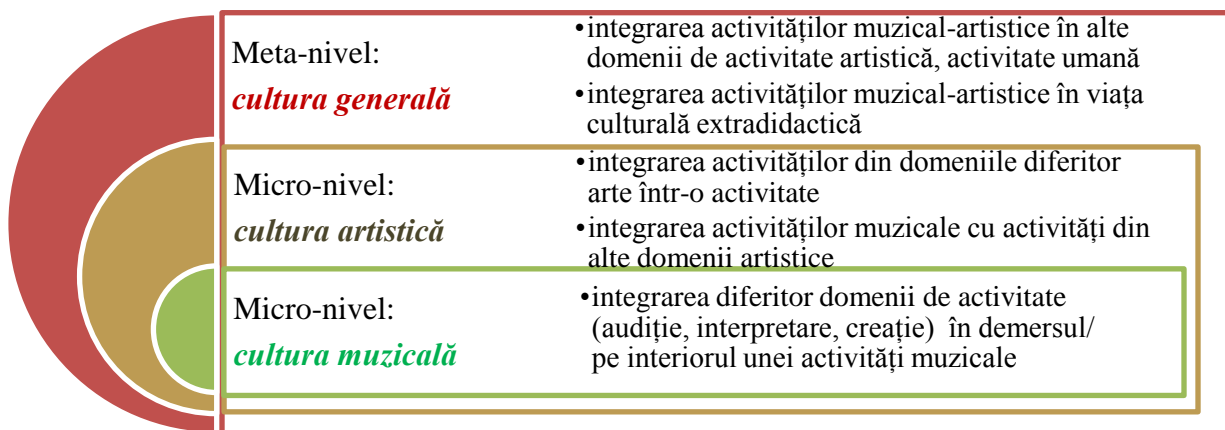 Meta-nivel:
cultura generală
•integrarea activităților muzical-artistice în alte
domenii de activitate artistică, activitate umană
•integrarea activităților muzical-artistice în viața
culturală extradidactică
Micro-nivel:
cultura artistică
•integrarea activităților din domeniile diferitor
arte într-o activitate
•integrarea activităților muzicale cu activități din
alte domenii artistice
Micro-nivel:
cultura muzicală
•integrarea diferitor domenii de activitate
(audiție, interpretare, creație) în demersul/
pe interiorul unei activități muzicale